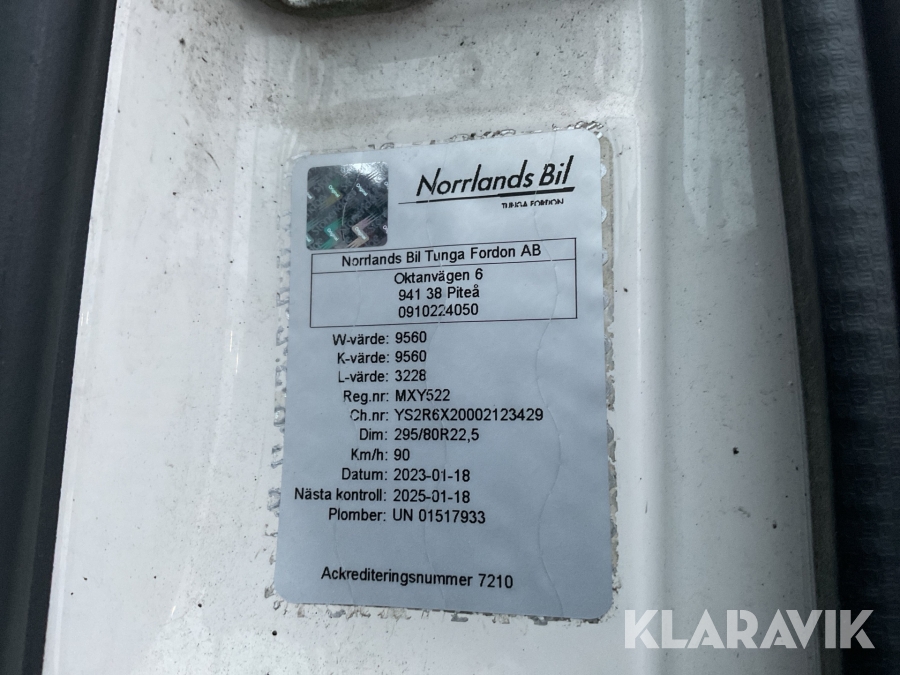 Norrlands Bil
TUNGA FORDON
Norrlands Bil Tunga Fordon AB
Oktanvägen 6
941 38 Piteå
0910224050
W-värde: 9560
K-värde: 9560
L-värde: 3228
Reg.nr: MXY522
Ch.nr: YS2R6X20002123429
Dim: 295/80R22,5
Km/h: 90
Datum: 2023-01-18
Nästa kontroll: 2025-01-18
Plomber: UN 01517933
Ackrediteringsnummer 7210
KLARAVIK